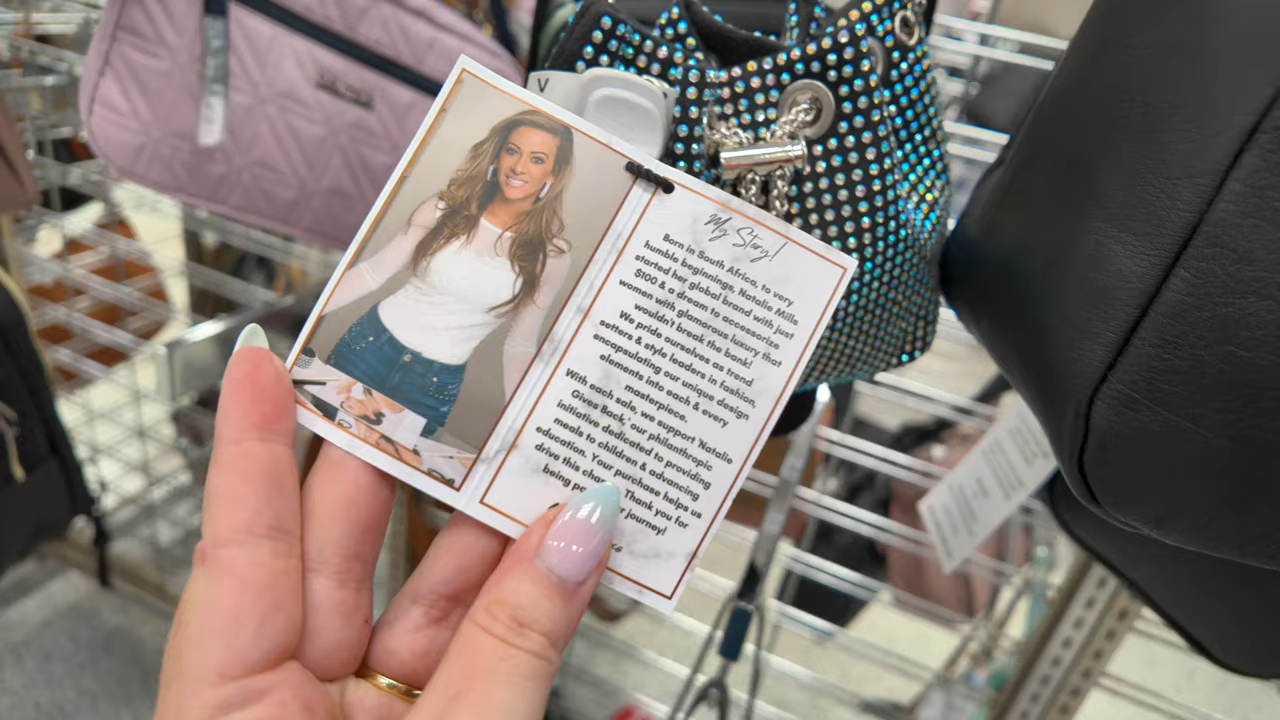 V
My Story!
Born in South Africa, to very
humble beginnings, Natalie Mills
started her global brand with just
$100 & a dream to accessorize
women with glamorous luxury that
wouldn't break the bank!
We pride ourselves as trend
setters & style leaders in fashion,
encapsulating our unique design
elements into each & every
masterpiece.
With each sale, we support 'Natalie
Gives Back,' our philanthropic
initiative dedicated to providing
meals to children & advancing
education. Your purchase helps us
drive this Thank you for
being journey!